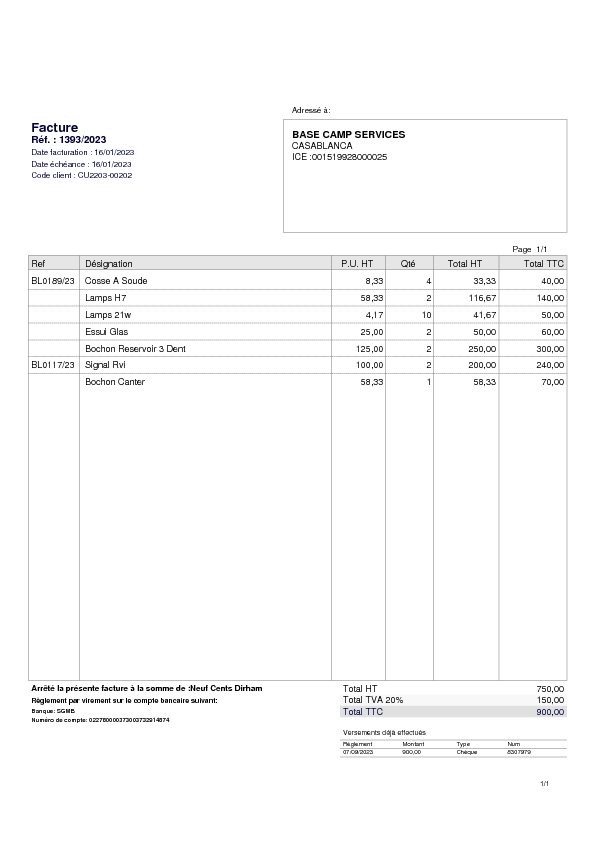 Adressé à:
Facture
Réf. : 1393/2023
Date facturation : 16/01/2023
Date échéance : 16/01/2023
Code client : CU2203-00202
BASE CAMP SERVICES
CASABLANCA
ICE :001519928000025
Page 1/1
Ref Désignation P.U. HT Qté Total HT Total TTC
BL0189/23 Cosse A Soude 8,33 4 33,33 40,00
Lamps H7 58,33 2 116,67 140,00
Lamps 21w 4,17 10 41,67 50,00
Essui Glas 25,00 2 50,00 60,00
Bochon Reservoir 3 Dent 125,00 2 250,00 300,00
BL0117/23 Signal Rvi 100,00 2 200,00 240,00
Bochon Canter 58,33 1 58,33 70,00
Arrêté la présente facture à la somme de :Neuf Cents Dirham
Règlement par virement sur le compte bancaire suivant:
Banque: SGMB
Numéro de compte:
Total HT 750,00
Total TVA 20% 150,00
Total TTC 900,00
Versements déjà effectués
Règlement Montant Type Num
07/09/2023 900,00 Chèque 8307979
1/1